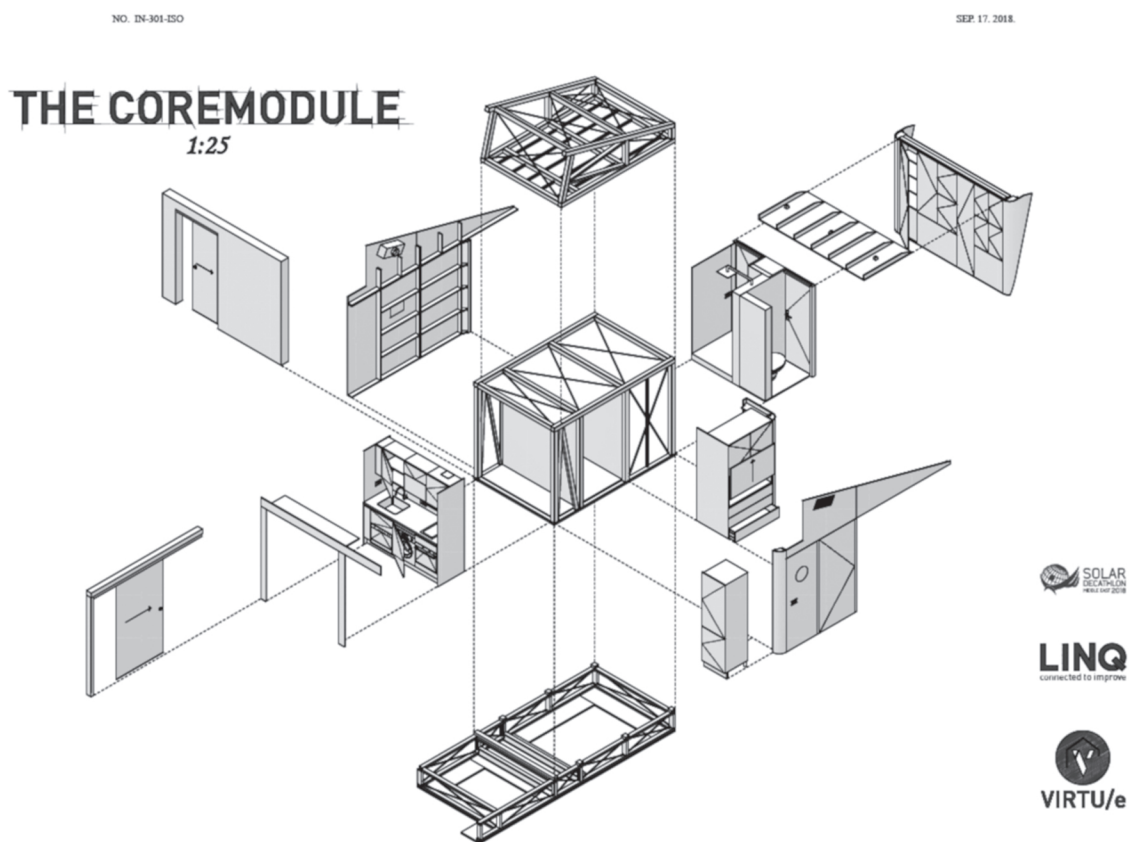 NO. IN-301-ISO
SEP. 17. 2018.
THE COREMODULE
1:25
SOLAR
DECATHLON
MIDDLE EAST 2018
LINQ
connected to improve
VIRTU/e